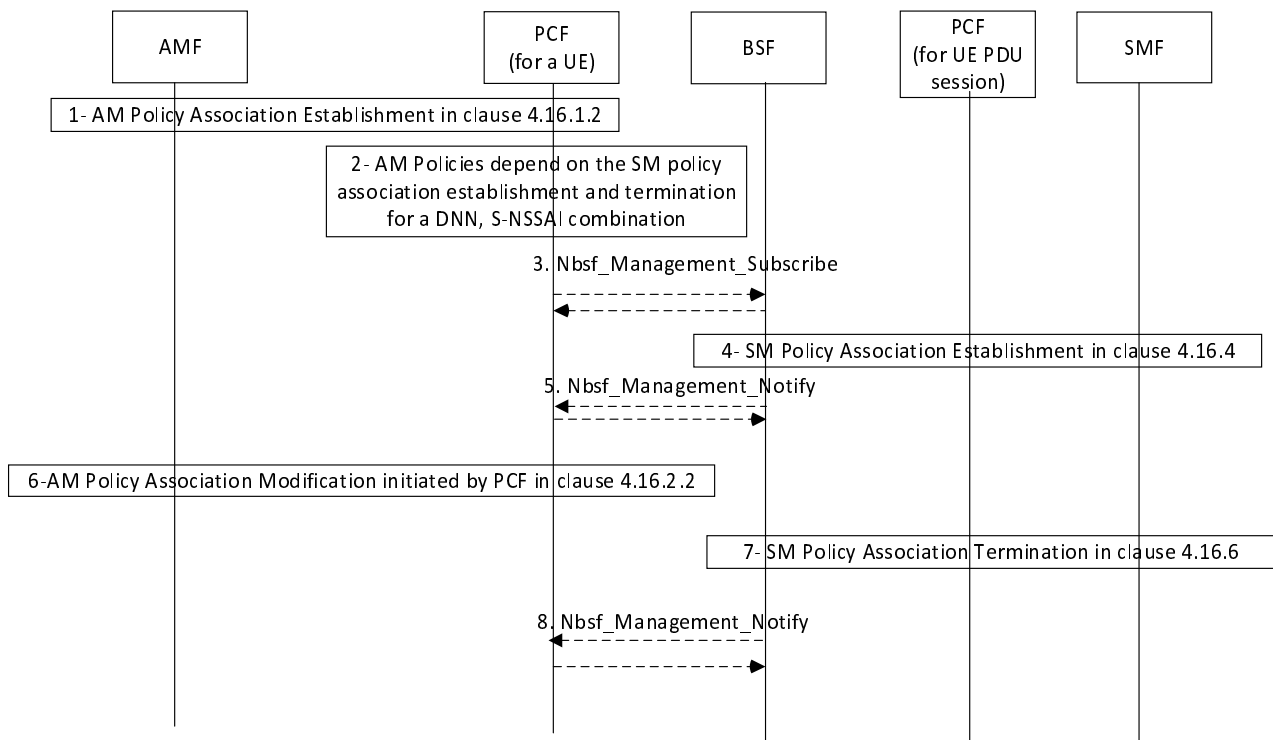 AMF
PCF
(for a UE)
BSF
PCF
(for UE PDU
session)
SMF
1- AM Policy Association Establishment in clause 4.16.1.2
2- AM Policies depend on the SM policy
association establishment and termination
for a DNN, S-NSSAI combination
3. Nbsf_Management_Subscribe
4- SM Policy Association Establishment in clause 4.16.4
5. Nbsf_Management_Notify
6-AM Policy Association Modification initiated by PCF in clause 4.16.2.2
7- SM Policy Association Termination in clause 4.16.6
8. Nbsf_Management_Notify